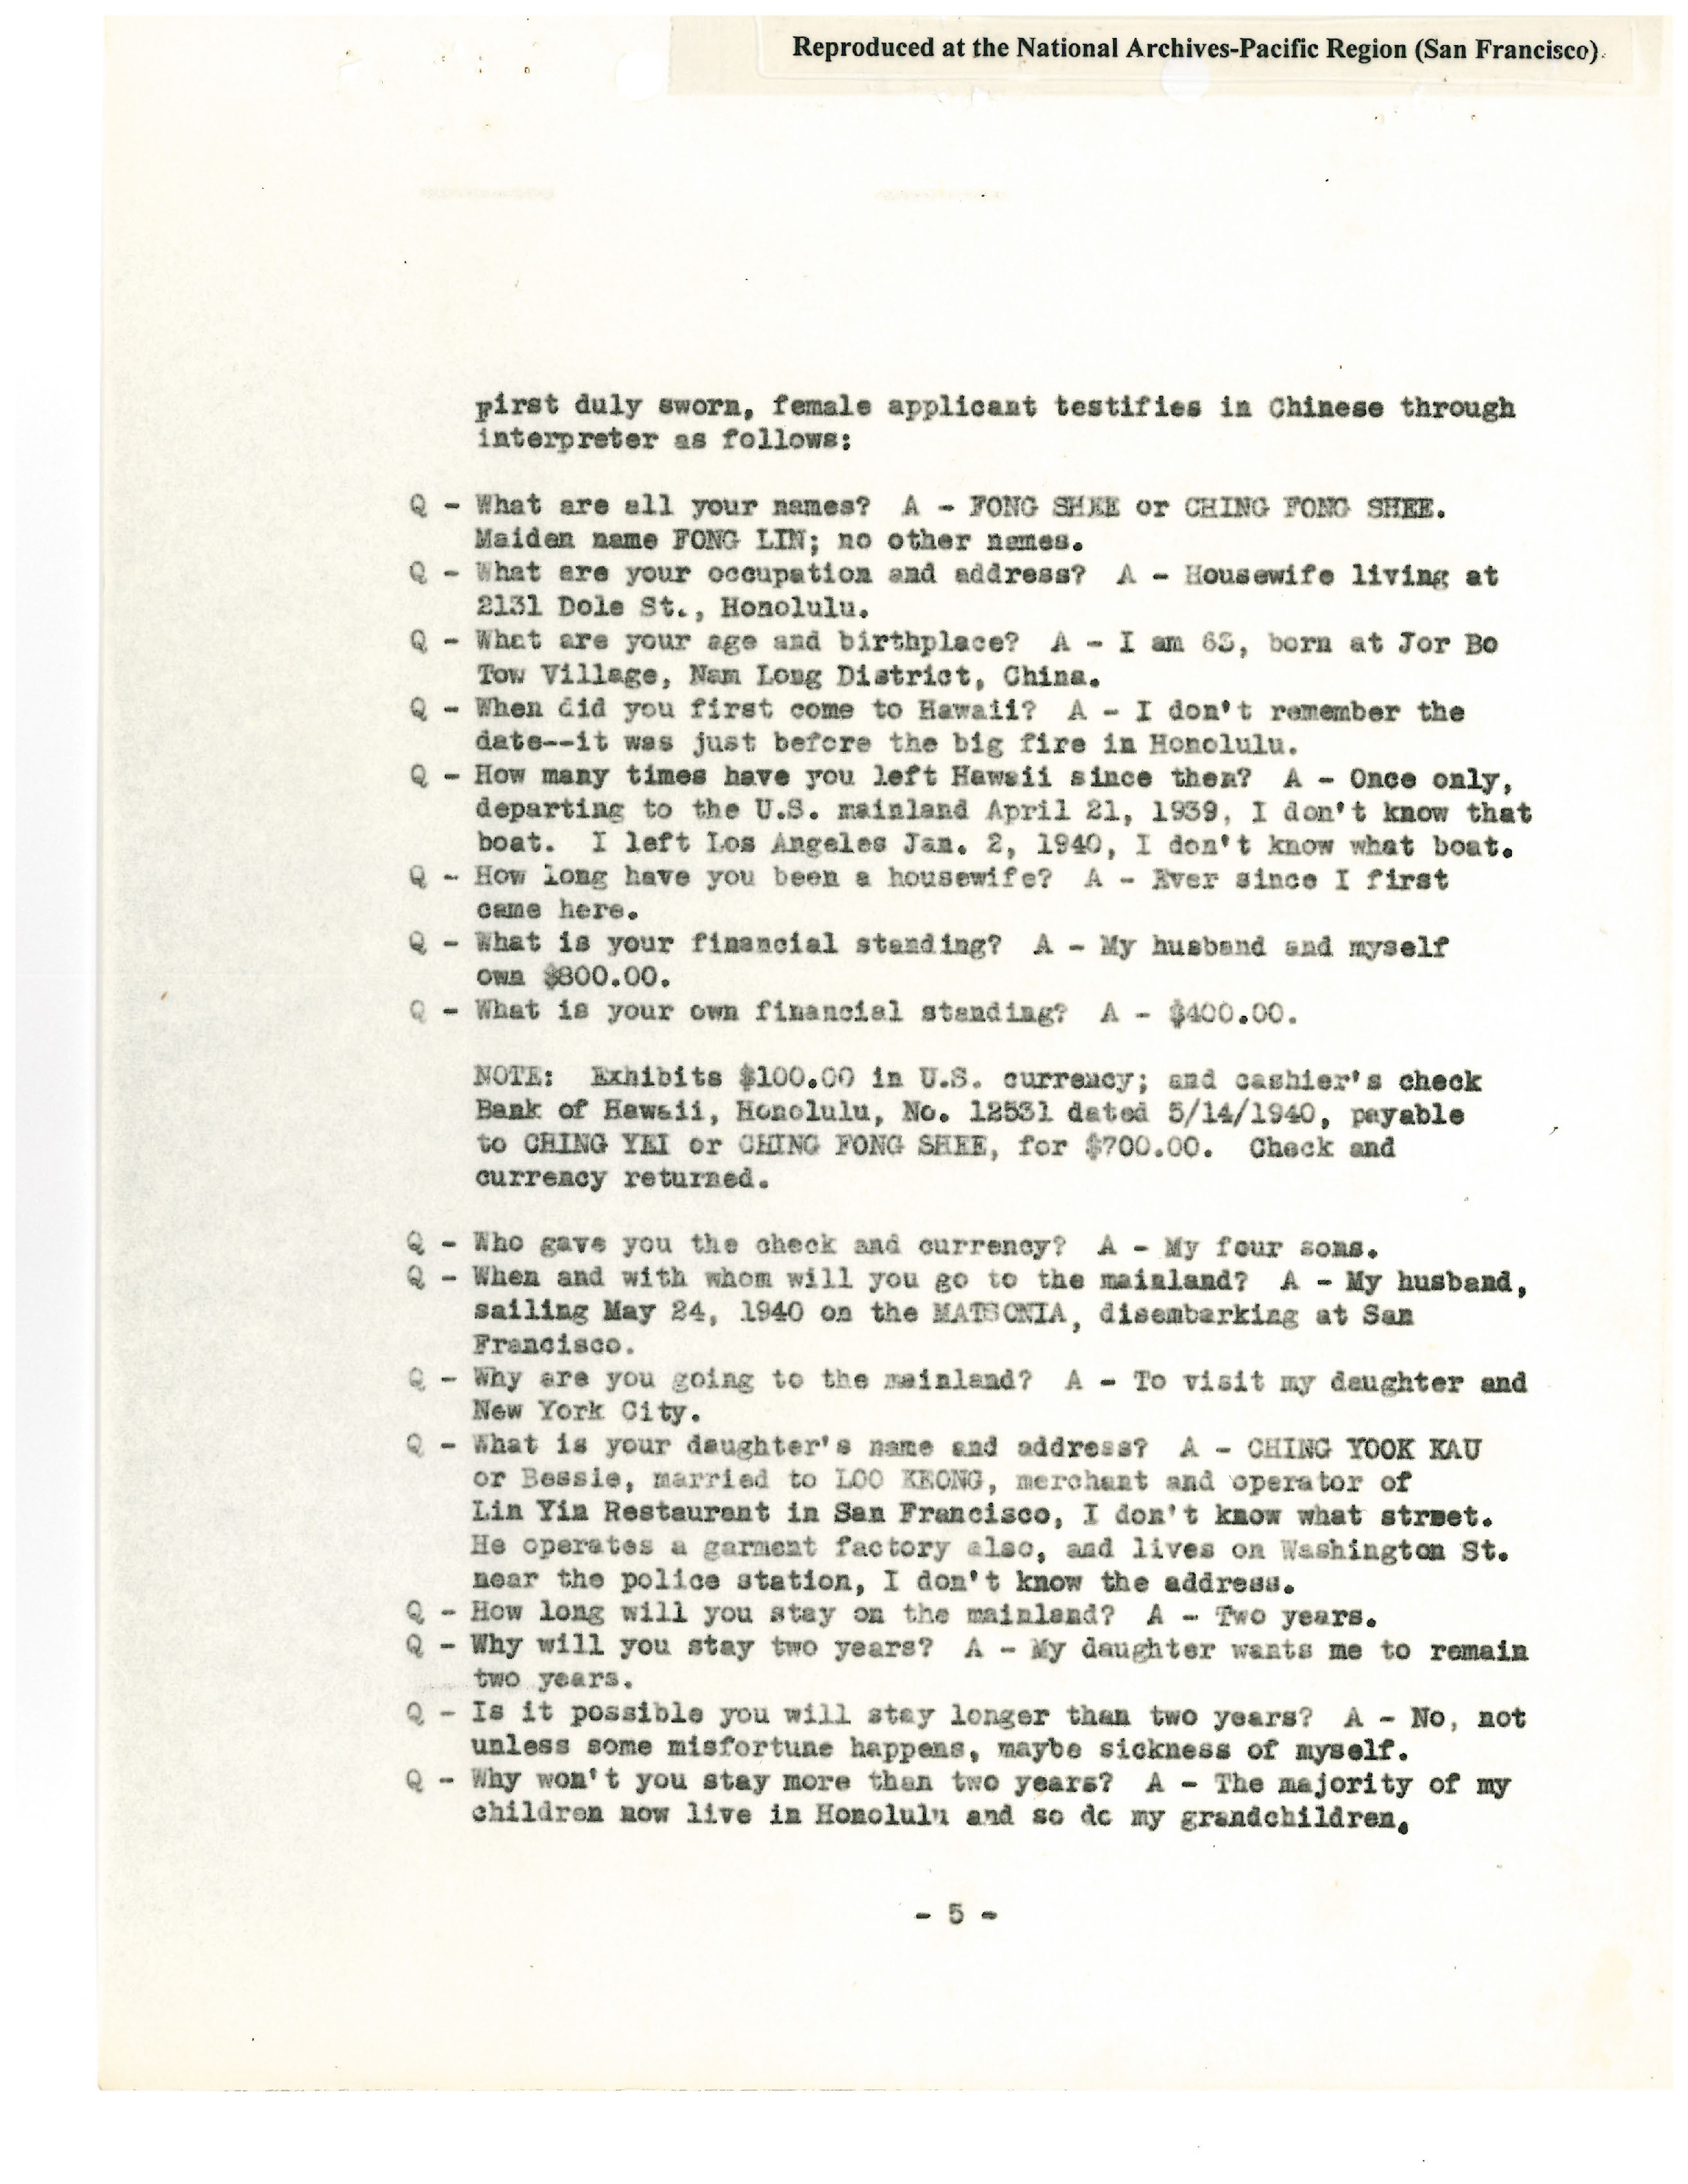 Reproduced at the National Archives-Pacific Region (San Francisco)
First duly sworn, female applicant testifies in Chinese through
interpreter as follows:
Q - What are all your names? A - FONG SHEE or CHING FONG SHEE.
Maiden name FONG LIN; no other names.
Q - What are your occupation and address? A - Housewife living at
2131 Dole St., Honolulu.
Q - What are your age and birthplace? A - I am 63, born at Jor Bo
Tow Village, Nam Long District, China.
Q - When did you first come to Hawaii? A - I don't remember the
date--it was just before the big fire in Honolulu.
Q - How many times have you left Hawaii since then? A - Once only,
departing to the U.S. mainland April 21, 1939, I don't know that
boat. I left Los Angeles Jan. 2, 1940, I don't know what boat.
Q - How long have you been a housewife? A - Ever since I first
came here.
Q - What is your financial standing? A - My husband and myself
own $800.00.
Q - What is your own financial standing? A - $400.00.
NOTE: Exhibits $100.00 in U.S. currency; and cashier's check
Bank of Hawaii, Honolulu, No. 12531 dated 5/14/1940, payable
to CHING YEI or CHING FONG SHEE, for $700.00. Check and
currency returned.
Q - Who gave you the check and currency? A - My four sons.
Q - When and with whom will you go to the mainland? A - My husband,
sailing May 24, 1940 on the MATSONIA, disembarking at San
Francisco.
Q - Why are you going to the mainland? A - To visit my daughter and
New York City.
Q - What is your daughter's name and address? A - CHING YOOK KAU
or Bessie, married to LOO KEONG, merchant and operator of
Lin Yin Restaurant in San Francisco, I don't know what street.
He operates a garment factory also, and lives on Washington St.
near the police station, I don't know the address.
Q - How long will you stay on the mainland? A - Two years.
Q - Why will you stay two years? A - My daughter wants me to remain
two years.
Q - Is it possible you will stay longer than two years? A - No, not
unless some misfortune happens, maybe sickness of myself.
Q - Why won't you stay more than two years? A - The majority of my
children now live in Honolulu and so do my grandchildren.
- 5 -